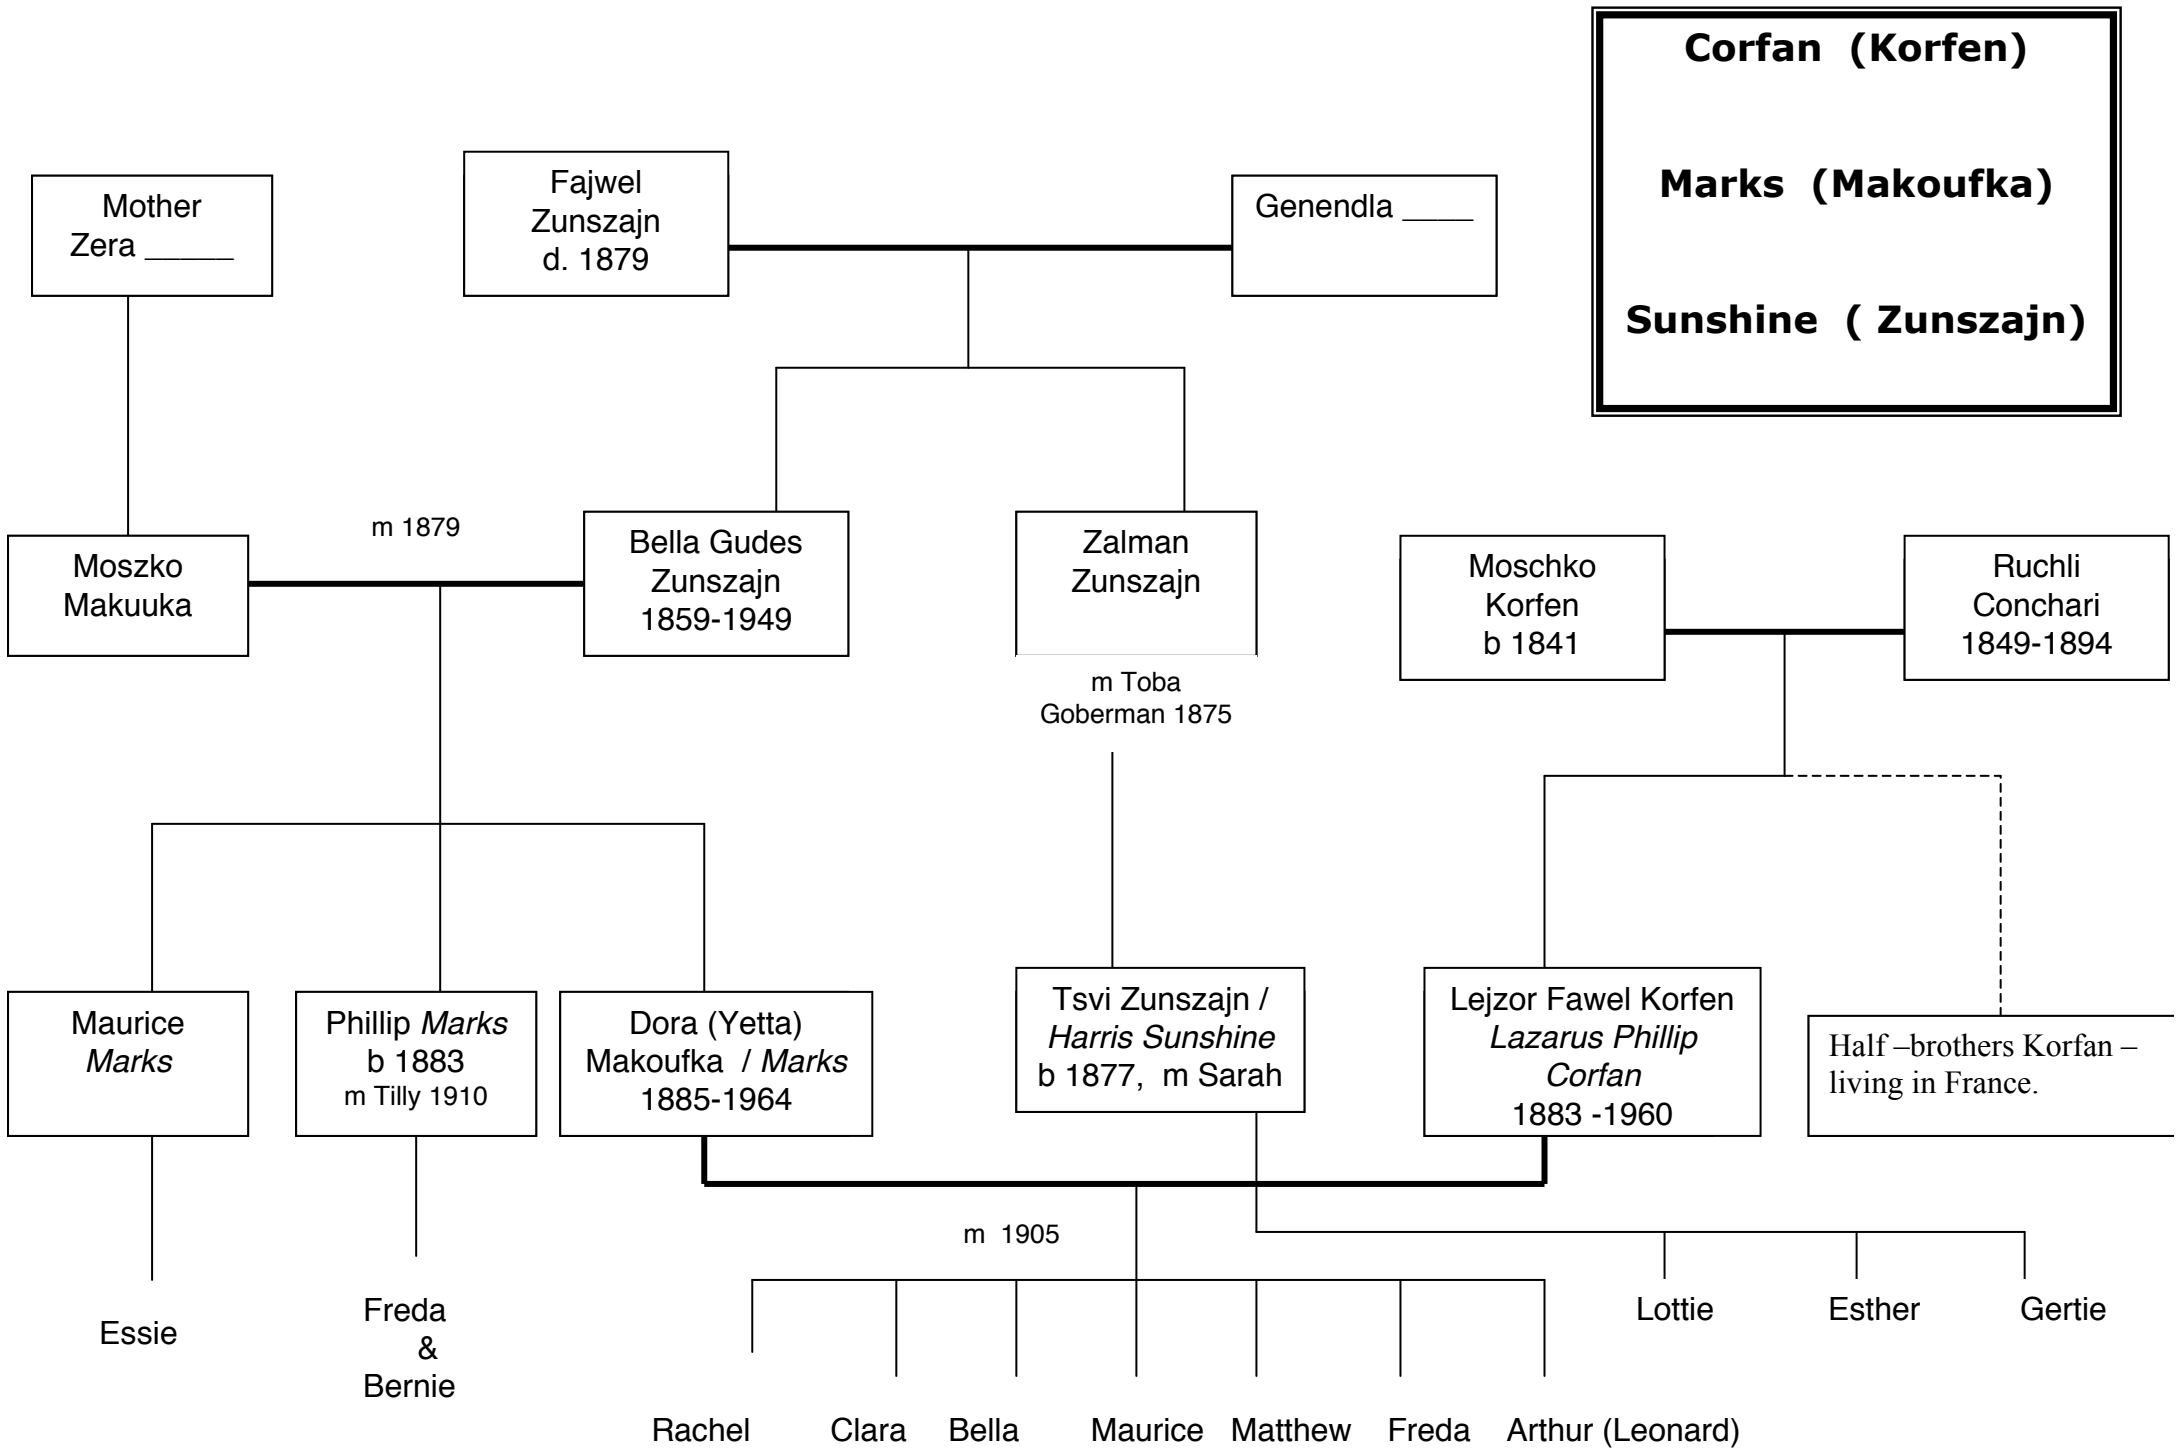 Corfan (Korfen)
Marks (Makoufka)
Sunshine ( Zunszajn)
Mother
Zera _____
Fajwel
Zunszajn
d. 1879
Genendla ____
Moszko
Makuuka
m 1879
Bella Gudes
Zunszajn
1859-1949
Zalman
Zunszajn
m Toba
Goberman 1875
Moschko
Korfen
b 1841
Ruchli
Conchari
1849-1894
Maurice
Marks
Phillip Marks
b 1883
m Tilly 1910
Dora (Yetta)
Makoufka / Marks
1885-1964
Tsvi Zunszajn /
Harris Sunshine
b 1877, m Sarah
Lejzor Fawel Korfen
Lazarus Phillip
Corfan
1883 -1960
Half –brothers Korfan –
living in France.
m 1905
Essie
Freda
&
Bernie
Lottie Esther Gertie
Rachel Clara Bella Maurice Matthew Freda Arthur (Leonard)